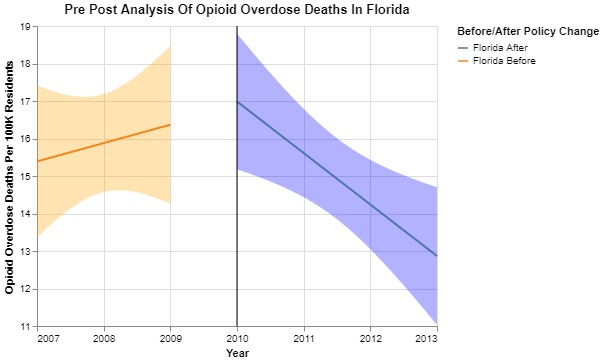 Pre Post Analysis Of Opioid Overdose Deaths In Florida
Before/After Policy Change
Florida After
Florida Before
Opioid Overdose Deaths Per 100K Residents
19
18
17
16
15
14
13
12
11
2007 2008 2009 2010 2011 2012 2013
Year